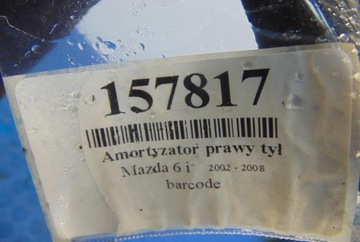 157817
Amortyzator prawy tył
Mazda 6 i 2002 - 2008
barcode